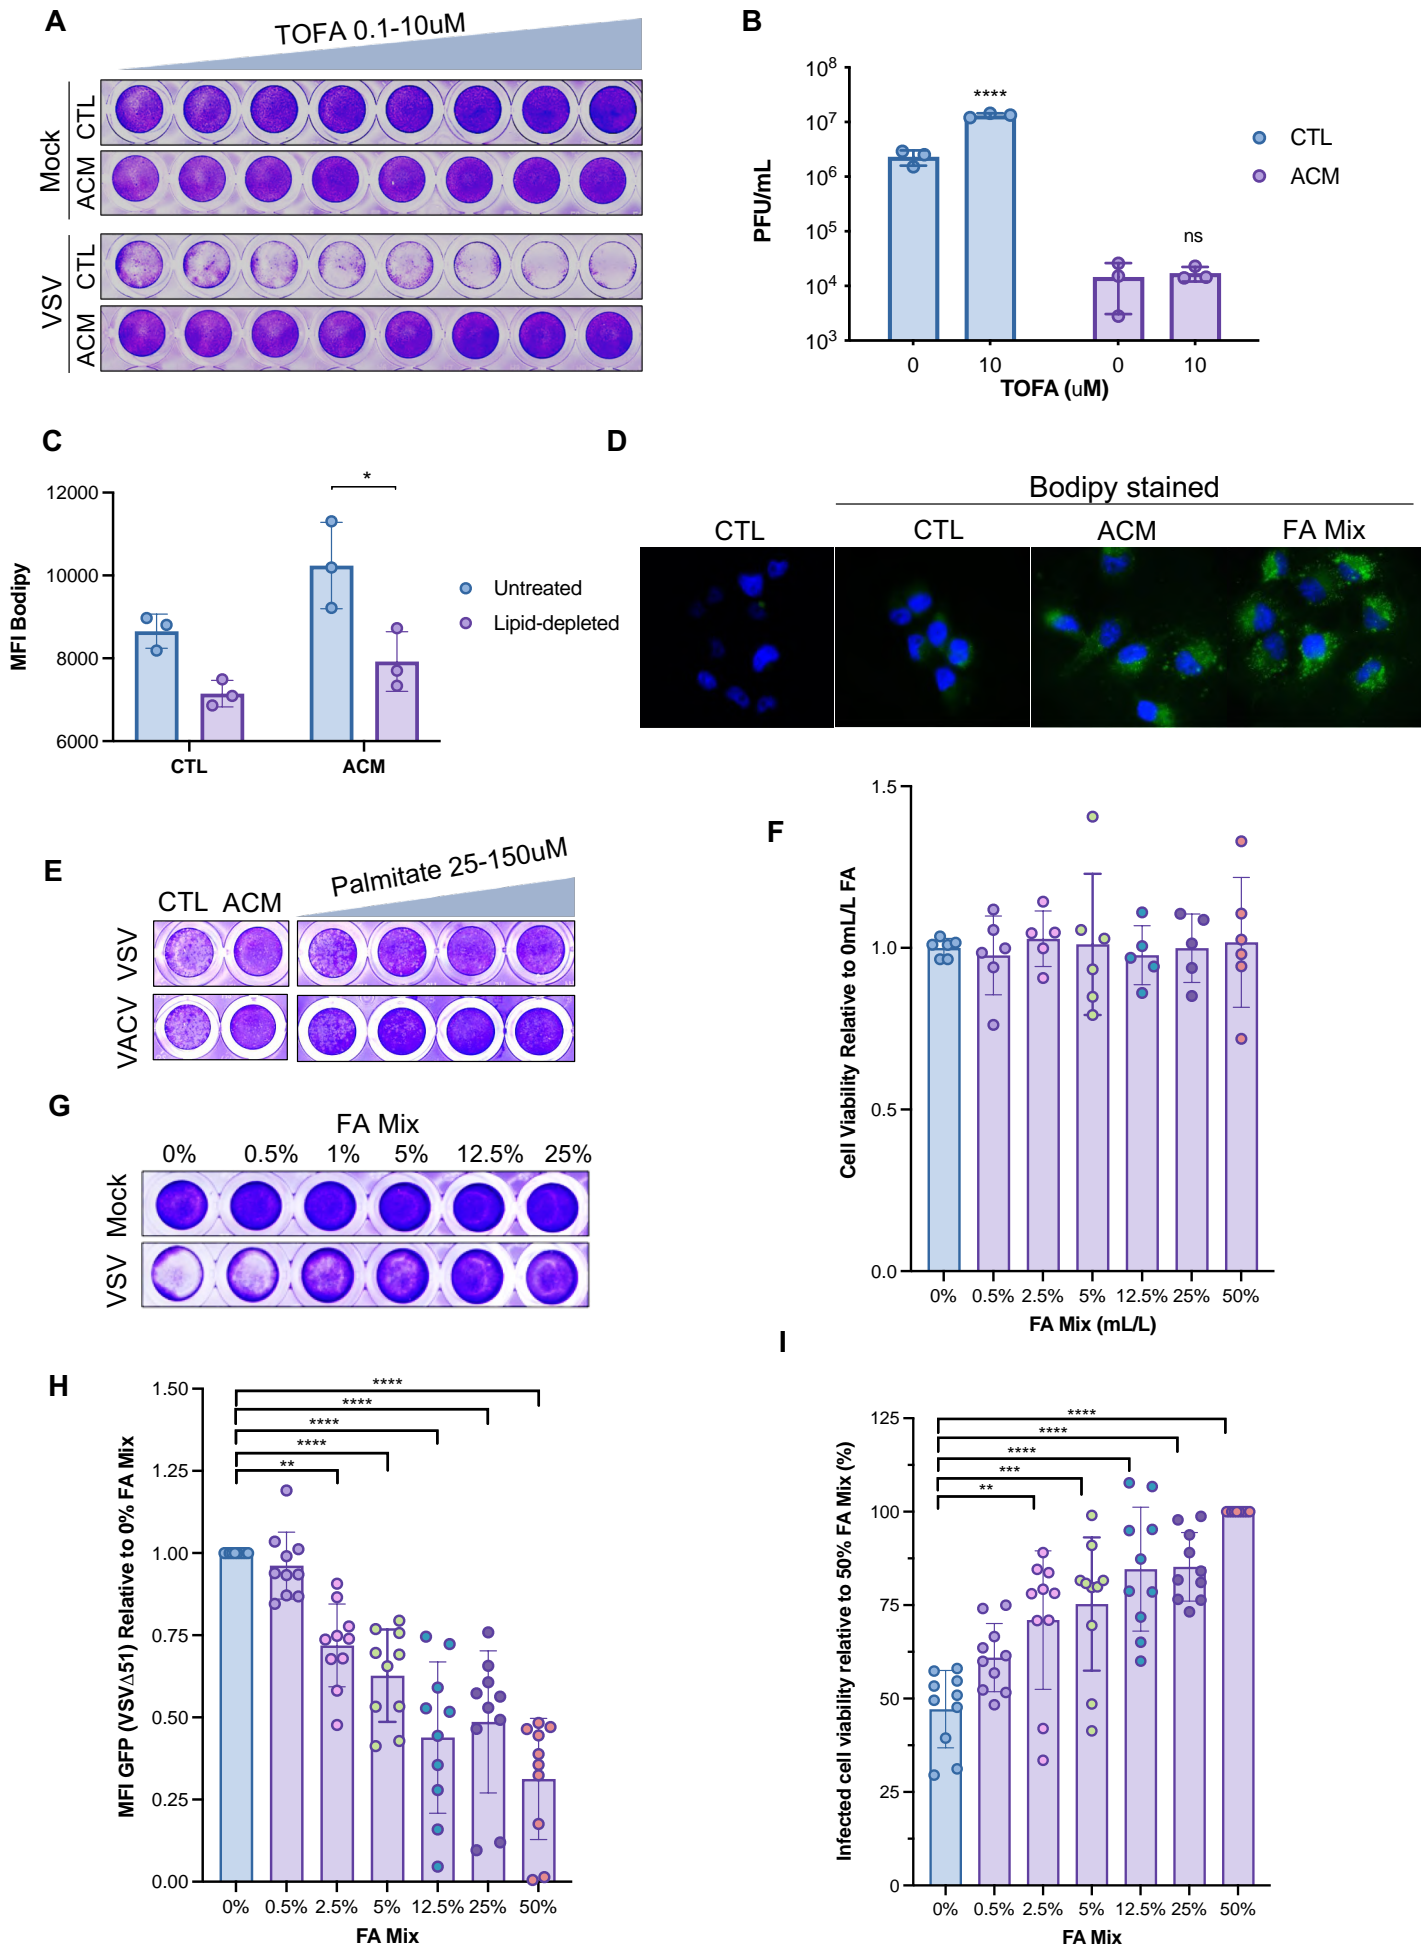 A
TOFA 0.1-10uM
Mock
CTL
ACM
VSV
CTL
ACM
B
10^8
10^7
10^6
10^5
10^4
10^3
PFU/mL
****
ns
0
10
0
10
TOFA (uM)
CTL
ACM
C
12000
10000
8000
6000
MFI Bodipy
*
CTL
ACM
Untreated
Lipid-depleted
D
Bodipy stained
CTL
CTL
ACM
FA Mix
E
CTL ACM
Palmitate 25-150uM
VSV
VACV
F
1.5
1.0
0.5
0.0
Cell Viability Relative to 0mL/L FA
0% 0.5% 2.5% 5% 12.5% 25% 50%
FA Mix (mL/L)
G
FA Mix
0% 0.5% 1% 5% 12.5% 25%
Mock
VSV
H
1.50
1.25
1.00
0.75
0.50
0.25
0.00
MFI GFP (VSVΔ51) Relative to 0% FA Mix
****
****
****
****
**
0% 0.5% 2.5% 5% 12.5% 25% 50%
FA Mix
I
125
100
75
50
25
0
Infected cell viability relative to 50% FA Mix (%)
****
****
****
***
**
0% 0.5% 2.5% 5% 12.5% 25% 50%
FA Mix